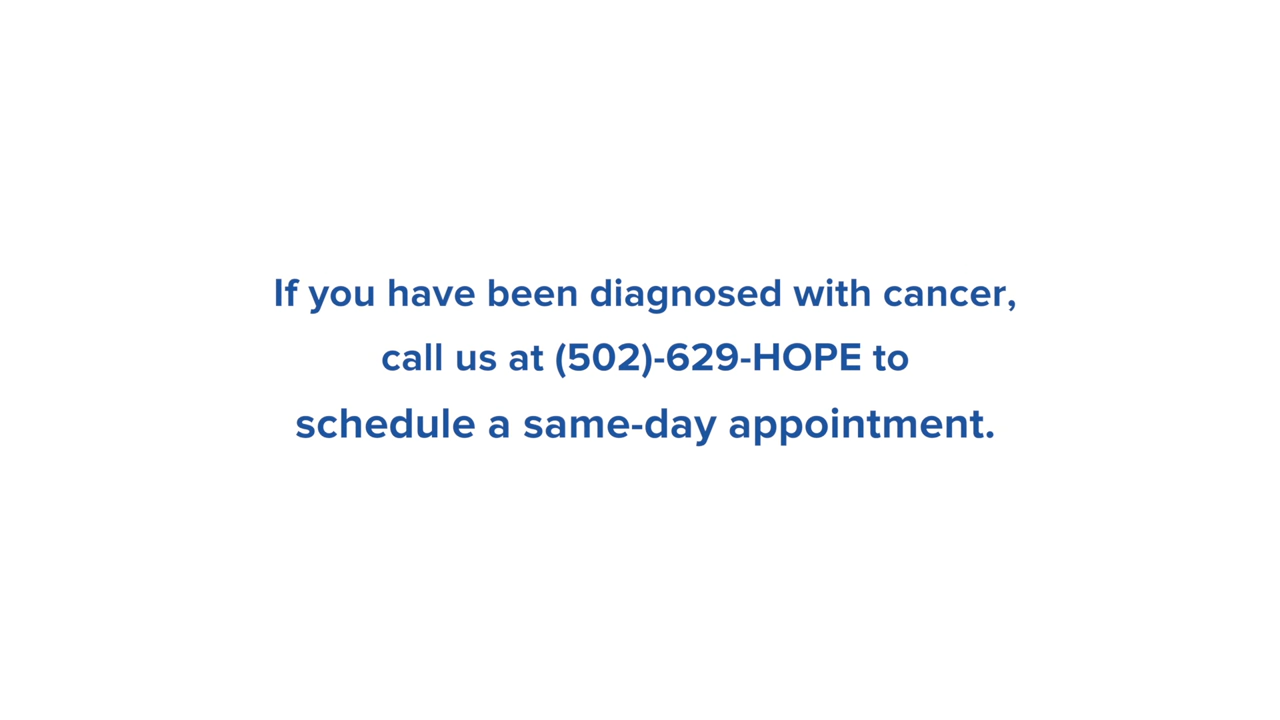 If you have been diagnosed with cancer,
call us at (502)-629-HOPE to
schedule a same-day appointment.